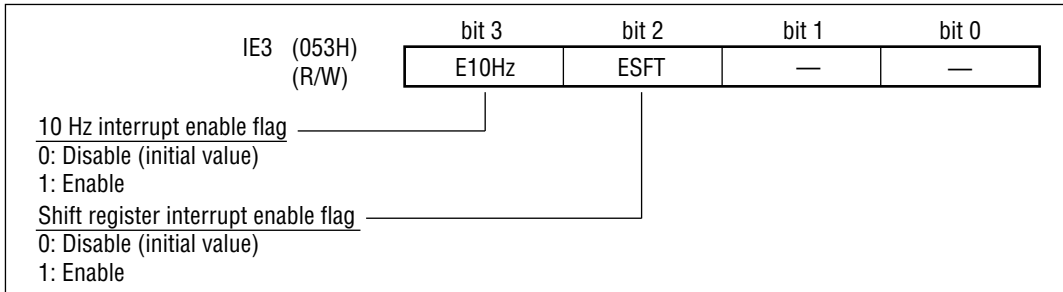 bit 3 bit 2 bit 1 bit 0
IE3 (053H)
(R/W)
E10Hz ESFT — —
10 Hz interrupt enable flag
0: Disable (initial value)
1: Enable
Shift register interrupt enable flag
0: Disable (initial value)
1: Enable